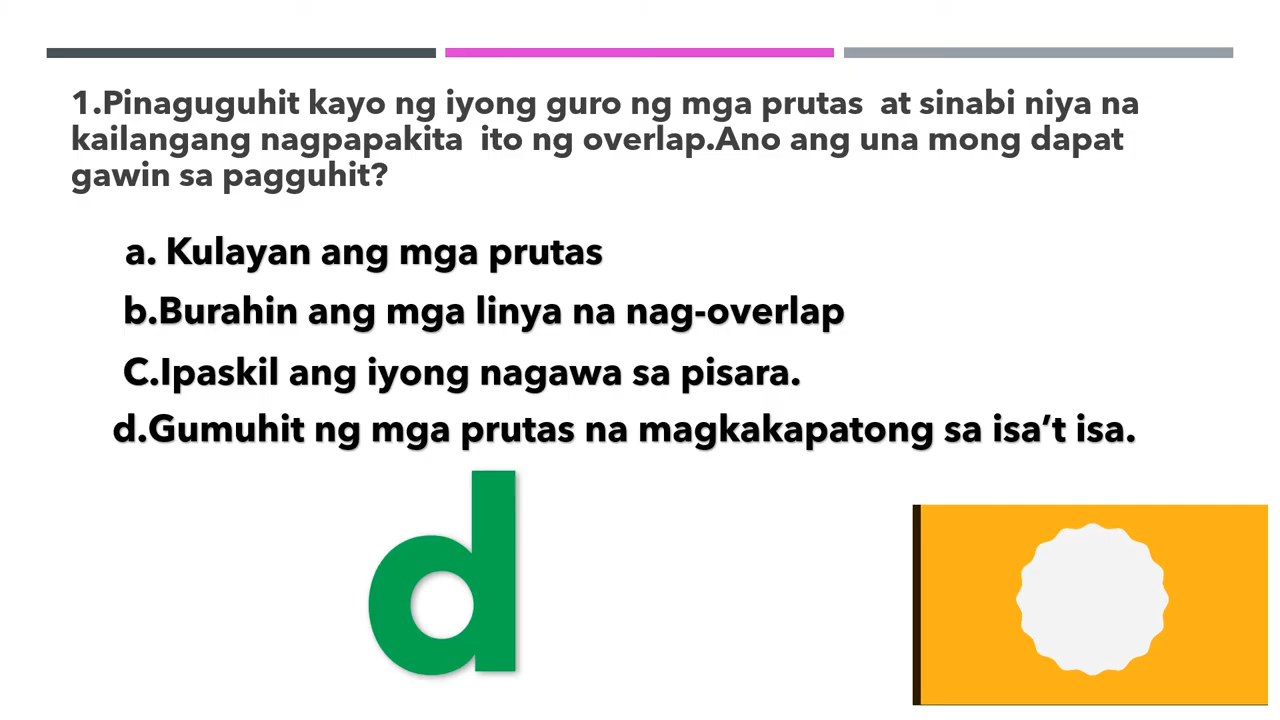 1.Pinaguguhit kayo ng iyong guro ng mga prutas at sinabi niya na
kailangang nagpapakita ito ng overlap.Ano ang una mong dapat
gawin sa pagguhit?
a. Kulayan ang mga prutas
b.Burahin ang mga linya na nag-overlap
C.Ipaskil ang iyong nagawa sa pisara.
d.Gumuhit ng mga prutas na magkakapatong sa isa’t isa.
d